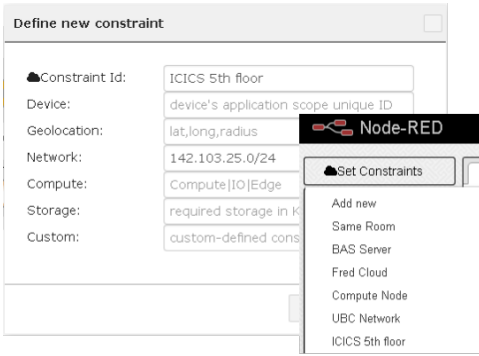 Define new constraint
Constraint Id: ICICS 5th floor
Device: device's application scope unique ID
Geolocation: lat,long,radius
Network: 142.103.25.0/24
Compute: Compute|IO|Edge
Storage: required storage in K
Custom: custom-defined cons
Node-RED
Set Constraints
Add new
Same Room
BAS Server
Fred Cloud
Compute Node
UBC Network
ICICS 5th floor